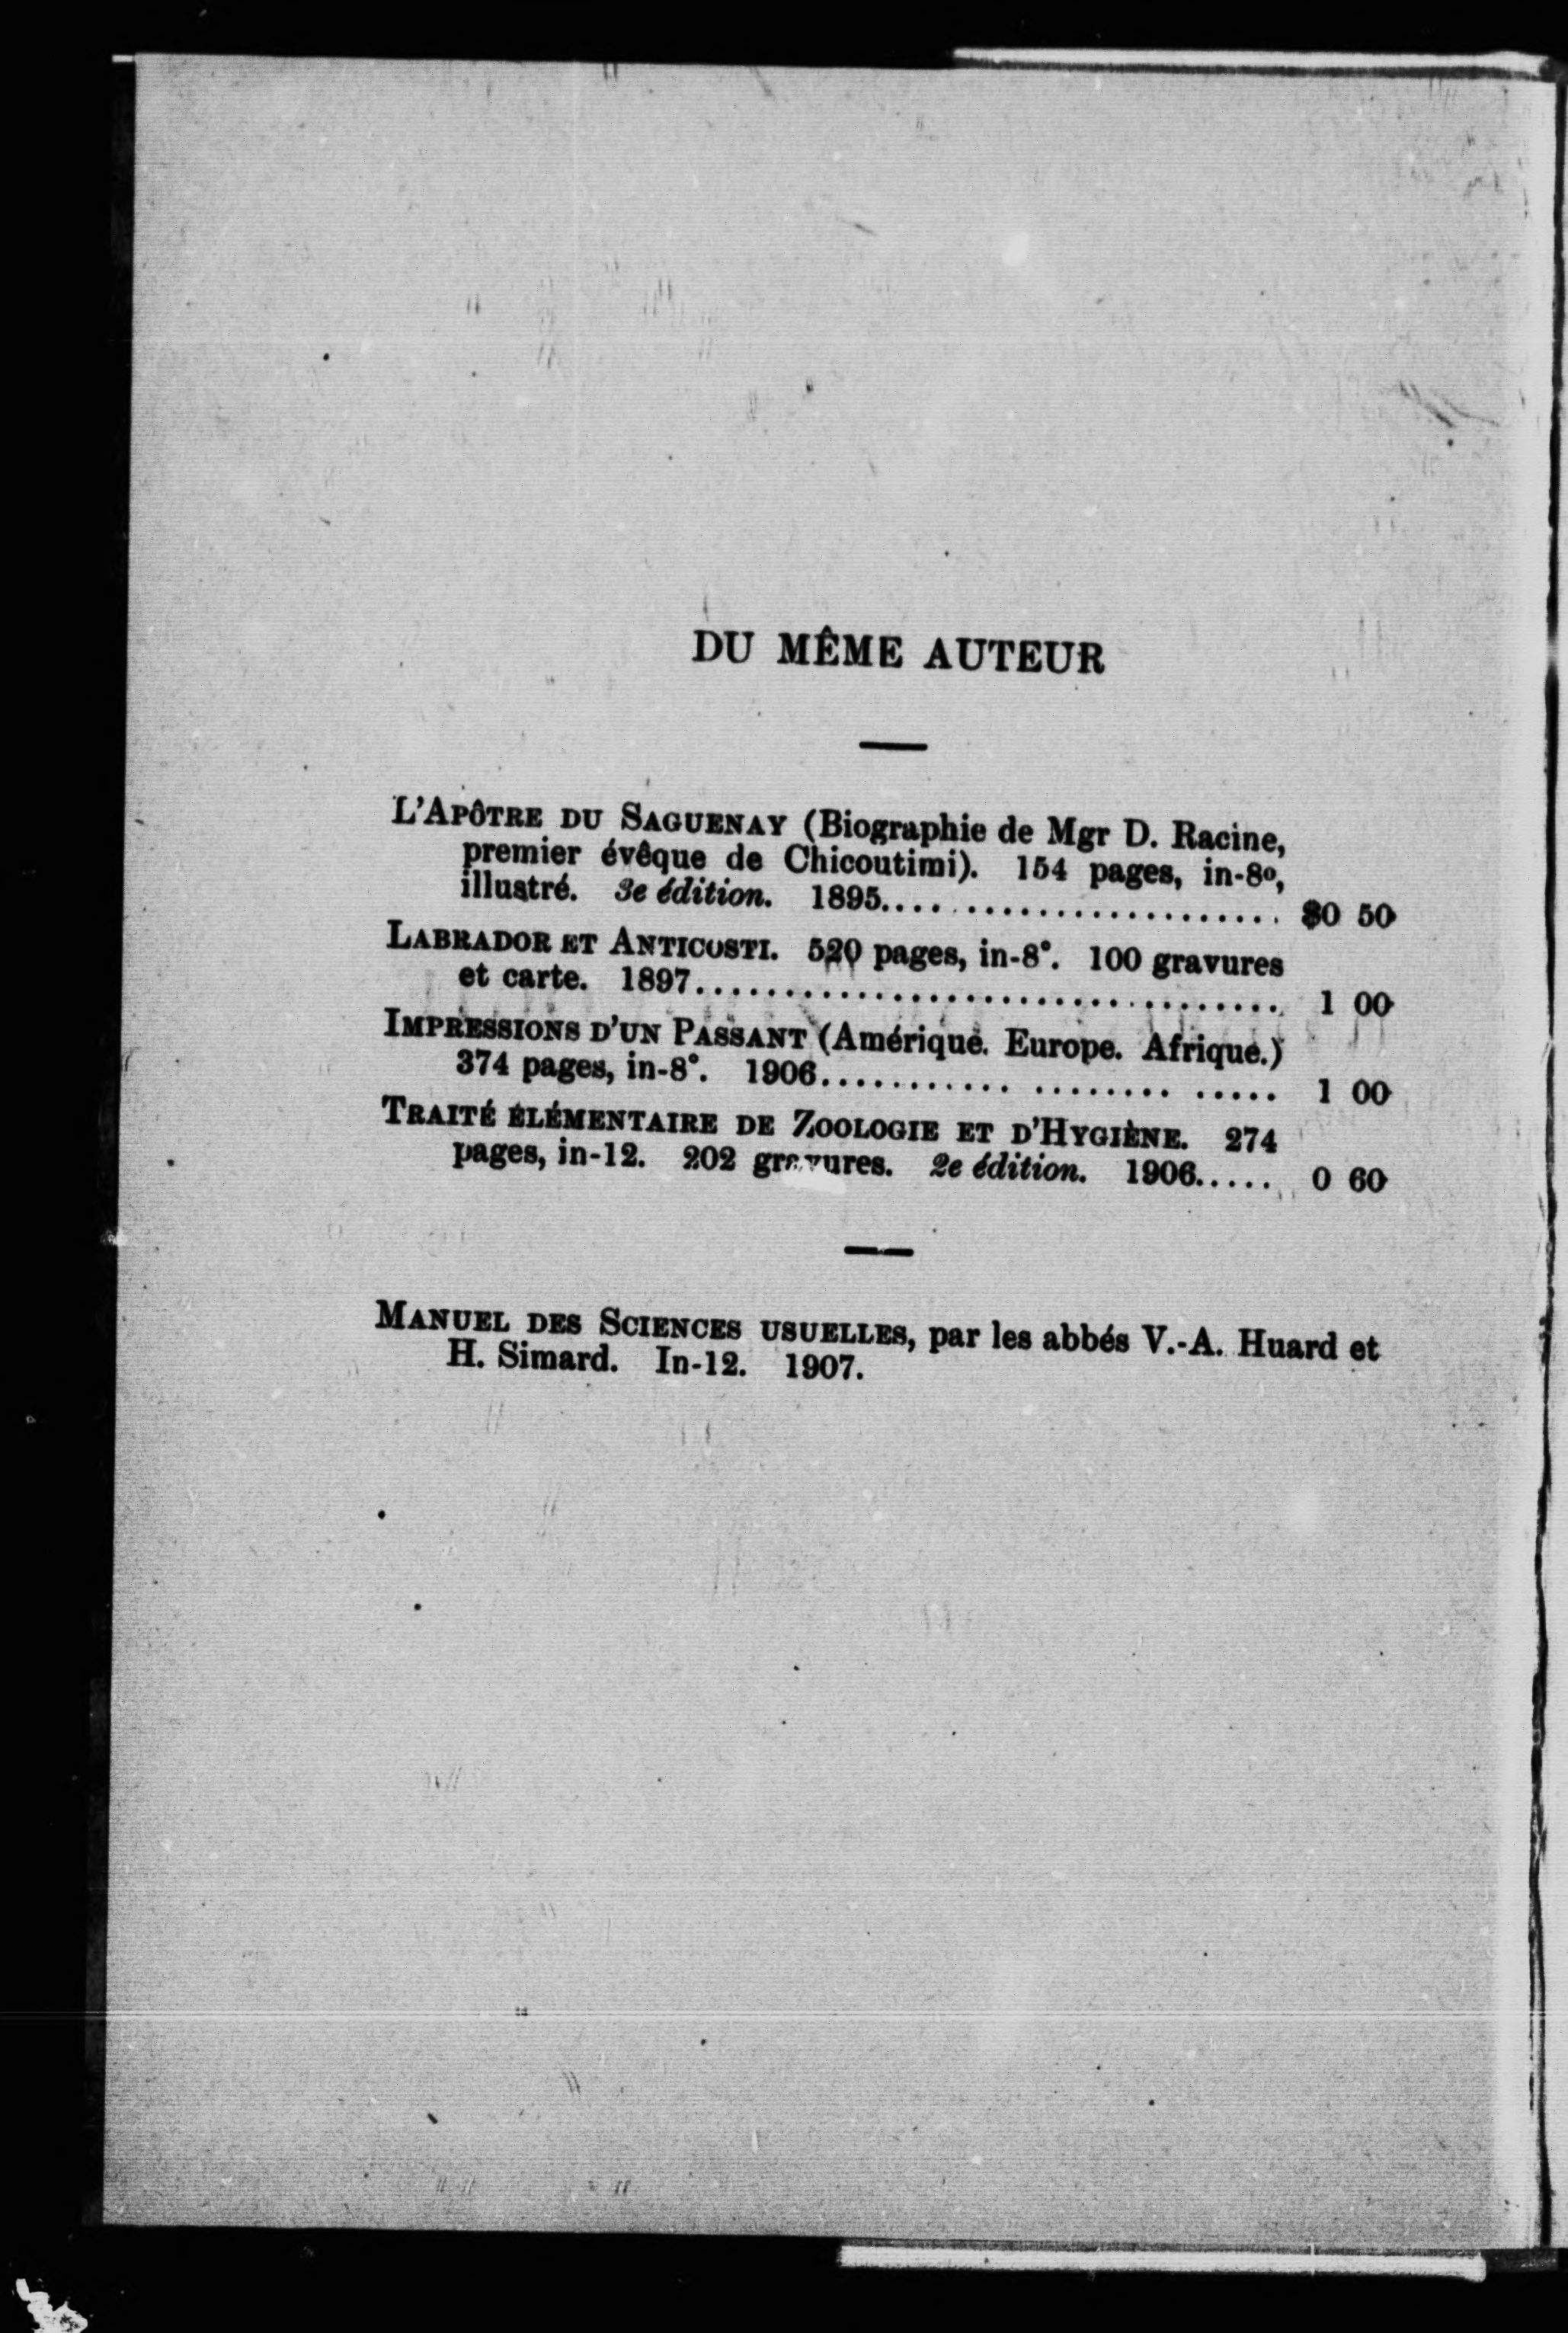 DU MÊME AUTEUR
L'APÔTRE DU SAGUENAY (Biographie de Mgr D. Racine,
premier évêque de Chicoutimi). 154 pages, in-8o,
illustré. 3e édition. 1895.......................... $0 50
LABRADOR ET ANTICOSTI. 520 pages, in-8°. 100 gravures
et carte. 1897.................................. 1 00
IMPRESSIONS D'UN PASSANT (Amérique. Europe. Afrique.)
374 pages, in-8°. 1906........... ........ ..... 1 00
TRAITÉ ÉLÉMENTAIRE DE ZOOLOGIE ET D'HYGIÈNE. 274
pages, in-12. 202 gravures. 2e édition. 1906..... 0 60
MANUEL DES SCIENCES USUELLES, par les abbés V.-A. Huard et
H. Simard. In-12. 1907.